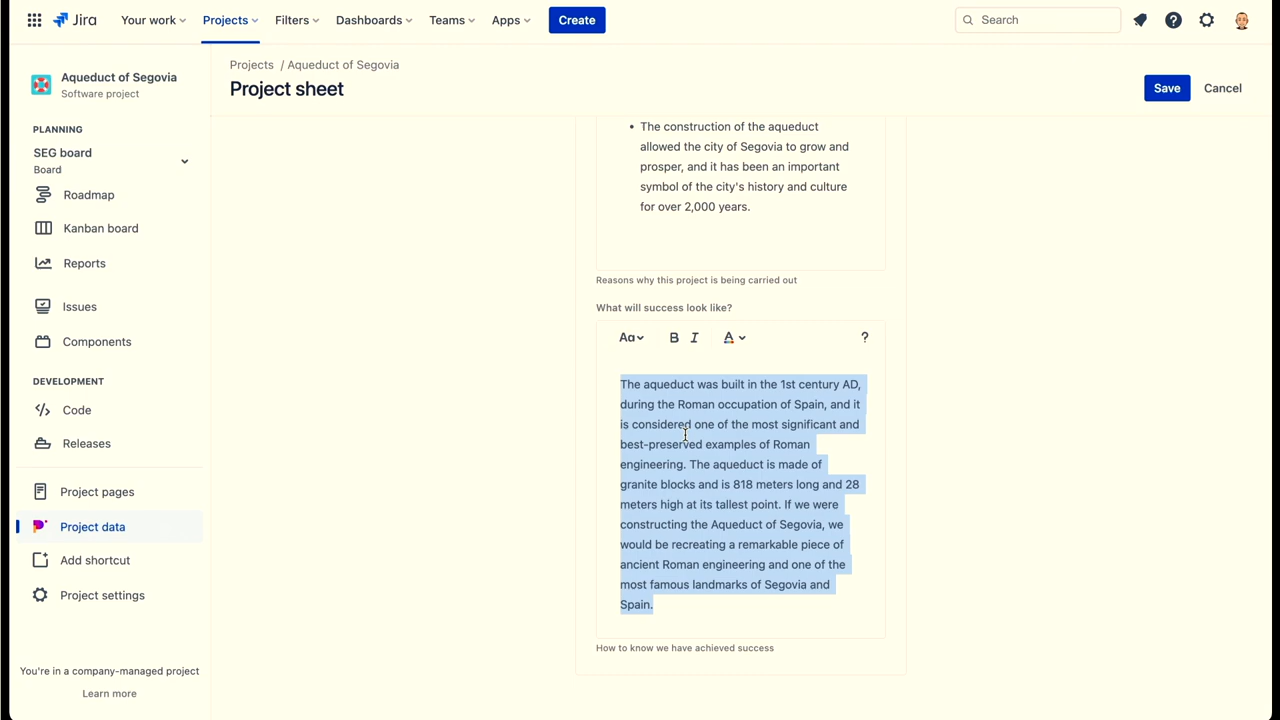 Jira
Your work
Projects
Filters
Dashboards
Teams
Apps
Create
Search
Aqueduct of Segovia
Software project
PLANNING
SEG board
Board
Roadmap
Kanban board
Reports
Issues
Components
DEVELOPMENT
Code
Releases
Project pages
Project data
Add shortcut
Project settings
You're in a company-managed project
Learn more
Projects / Aqueduct of Segovia
Project sheet
Save
Cancel
• The construction of the aqueduct
allowed the city of Segovia to grow and
prosper, and it has been an important
symbol of the city's history and culture
for over 2,000 years.
Reasons why this project is being carried out
What will success look like?
Aa B I A ?
The aqueduct was built in the 1st century AD,
during the Roman occupation of Spain, and it
is considered one of the most significant and
best-preserved examples of Roman
engineering. The aqueduct is made of
granite blocks and is 818 meters long and 28
meters high at its tallest point. If we were
constructing the Aqueduct of Segovia, we
would be recreating a remarkable piece of
ancient Roman engineering and one of the
most famous landmarks of Segovia and
Spain.
How to know we have achieved success